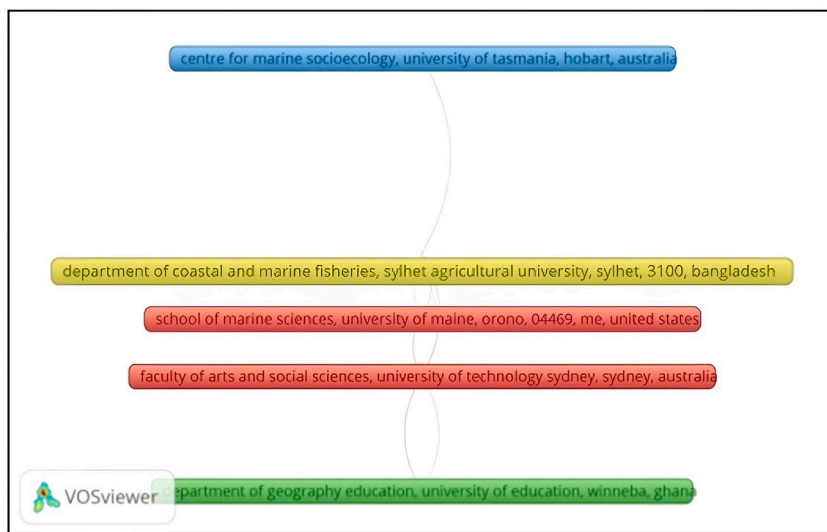 centre for marine socioecology, university of tasmania, hobart, australia
department of coastal and marine fisheries, sylhet agricultural university, sylhet, 3100, bangladesh
school of marine sciences, university of maine, orono, 04469, me, united states
faculty of arts and social sciences, university of technology sydney, sydney, australia
department of geography education, university of education, winneba, ghana
VOSviewer